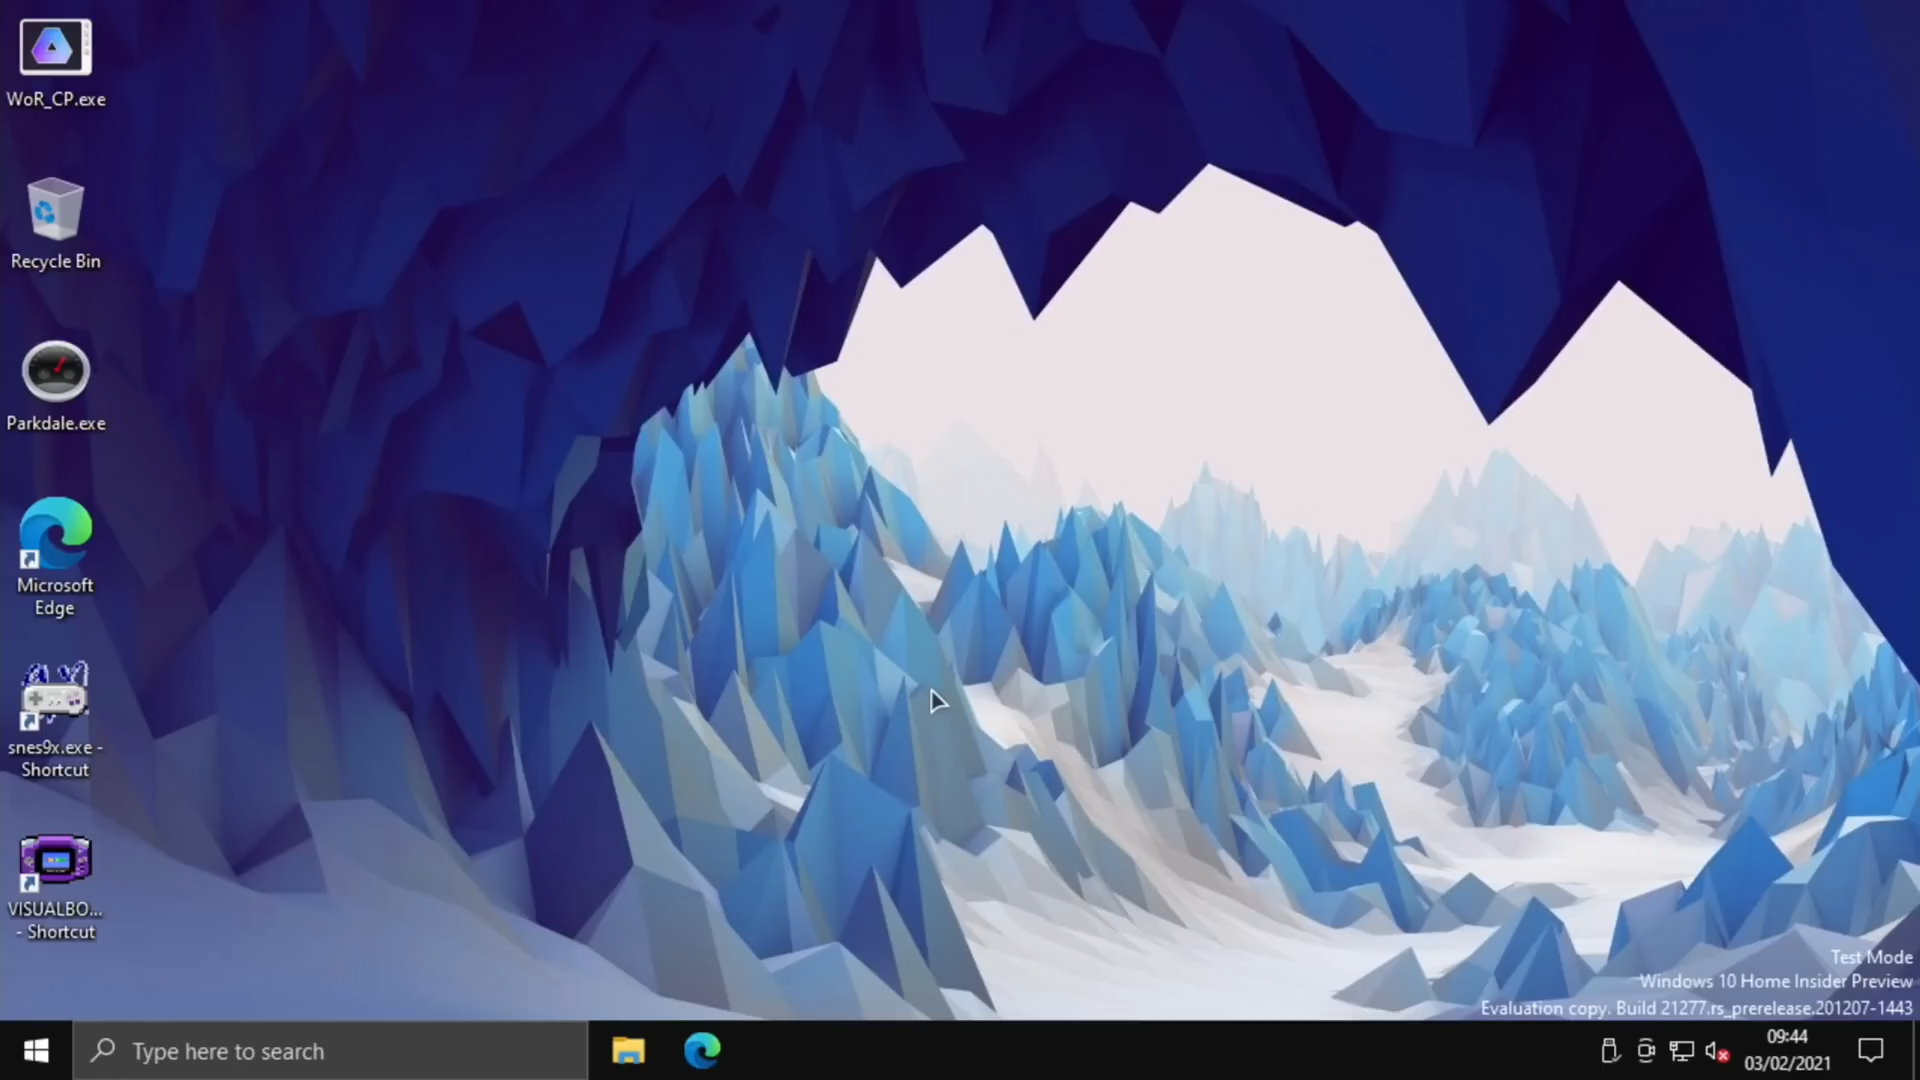 WoR_CP.exe
Recycle Bin
Parkdale.exe
Microsoft
Edge
snes9x.exe -
Shortcut
VISUALBO...
- Shortcut
Test Mode
Windows 10 Home Insider Preview
Evaluation copy. Build 21277.rs_prerelease.201207-1443
Type here to search
09:44
03/02/2021